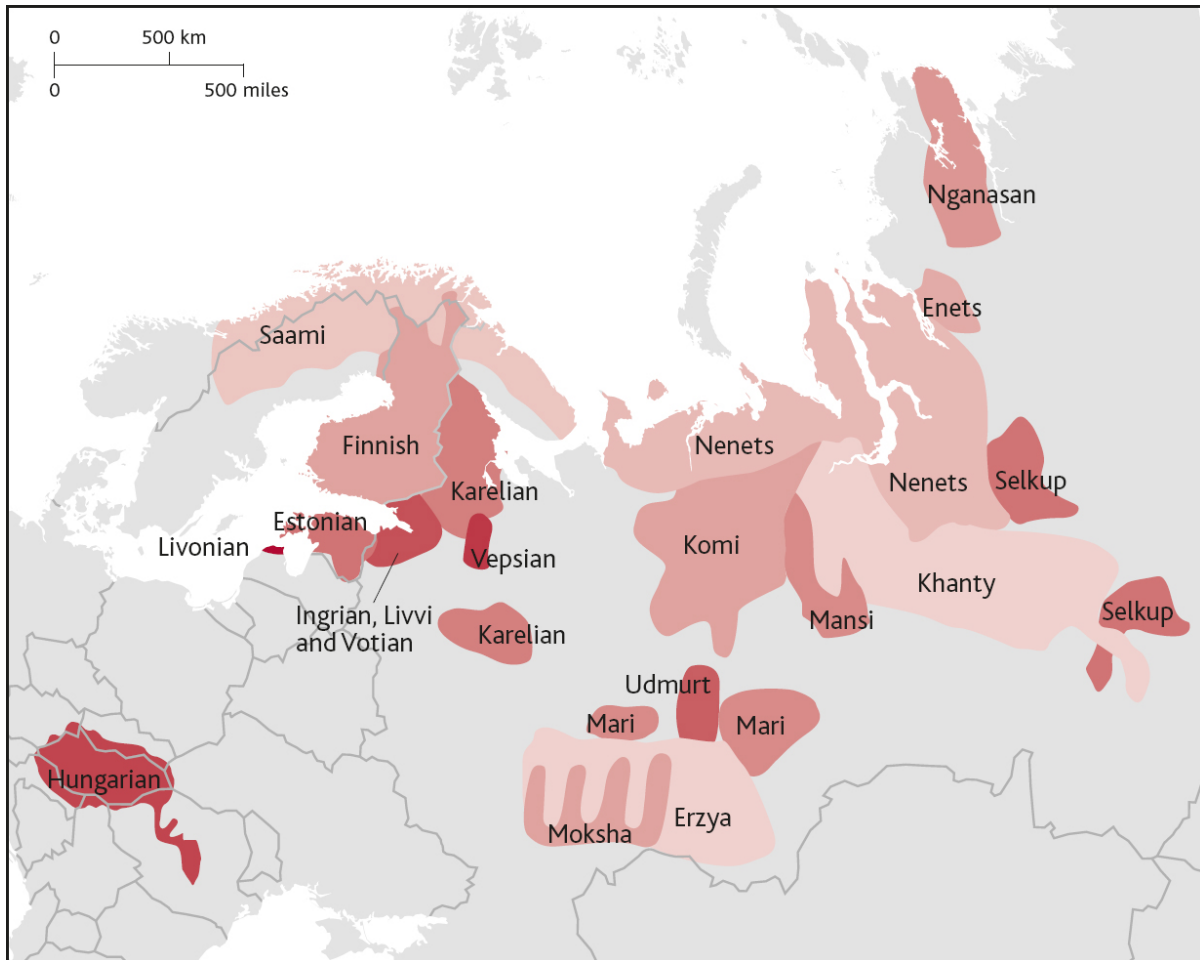 0 500 km
0 500 miles
Nganasan
Enets
Saami
Finnish
Nenets
Nenets
Selkup
Karelian
Estonian
Livonian
Vepsian
Komi
Khanty
Ingrian, Livvi
and Votian
Karelian
Mansi
Selkup
Udmurt
Mari
Mari
Hungarian
Moksha
Erzya